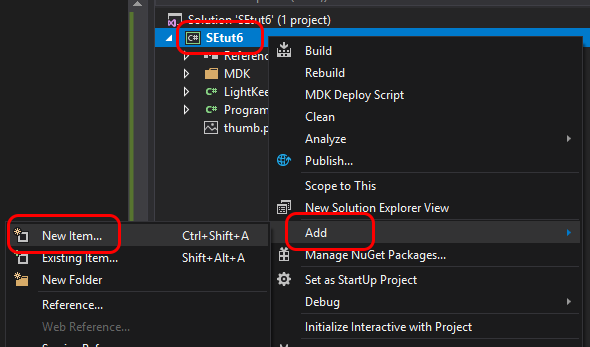 Solution 'SEtut6' (1 project)
SEtut6
Reference
MDK
LightKee
Program
thumb.p
Build
Rebuild
MDK Deploy Script
Clean
Analyze
Publish...
Scope to This
New Solution Explorer View
Add
Manage NuGet Packages...
Set as StartUp Project
Debug
Initialize Interactive with Project
New Item... Ctrl+Shift+A
Existing Item... Shift+Alt+A
New Folder
Reference...
Web Reference...